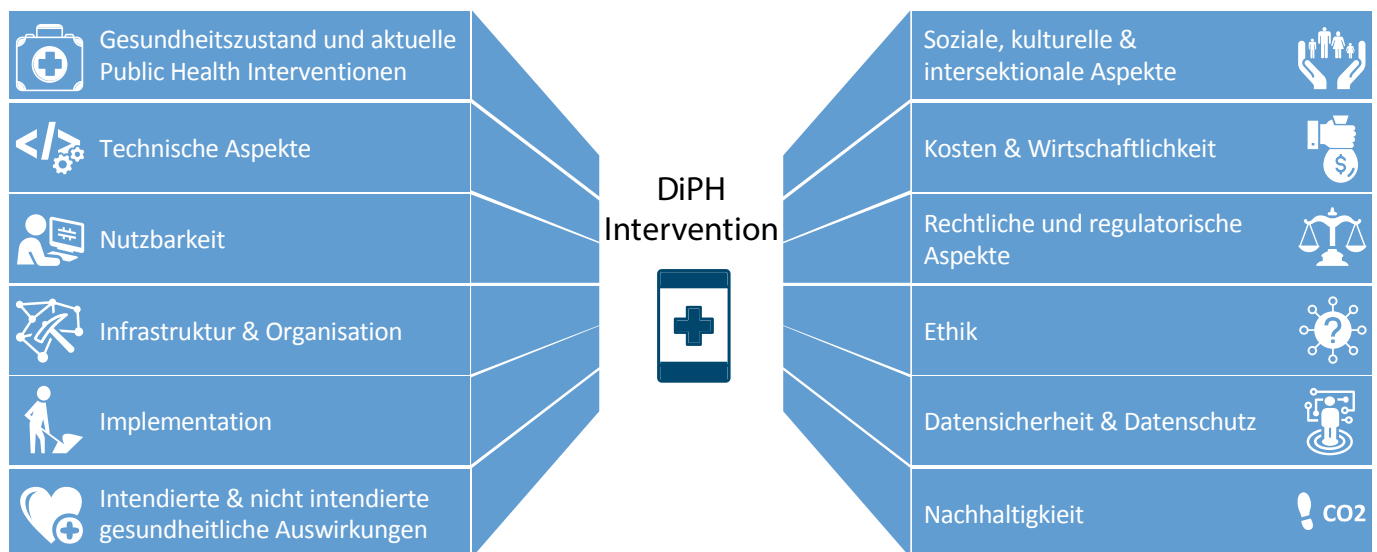 Gesundheitszustand und aktuelle
Public Health Interventionen
Technische Aspekte
Nutzbarkeit
Infrastruktur & Organisation
Implementation
Intendierte & nicht intendierte
gesundheitliche Auswirkungen
DiPH
Intervention
Soziale, kulturelle &
intersektionale Aspekte
Kosten & Wirtschaftlichkeit
$
Rechtliche und regulatorische
Aspekte
Ethik
?
Datensicherheit & Datenschutz
Nachhaltigkieit
CO2